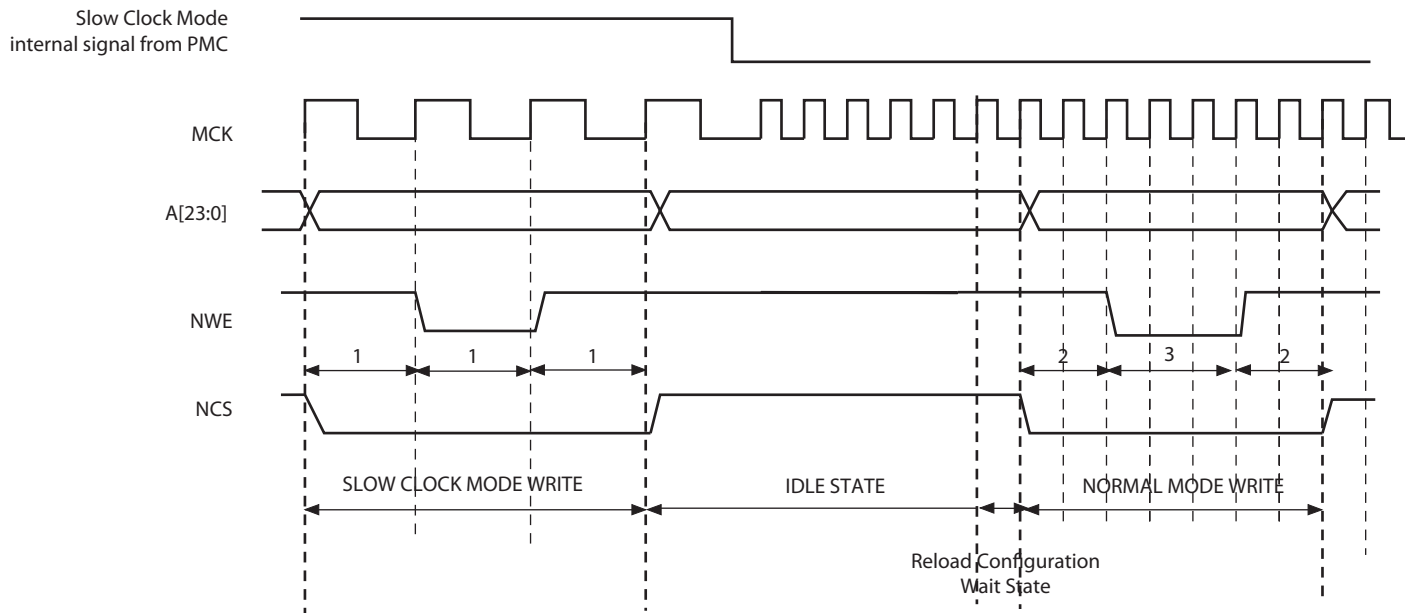 Slow Clock Mode
internal signal from PMC
MCK
A[23:0]
NWE
1 1 1 2 3 2
NCS
SLOW CLOCK MODE WRITE IDLE STATE NORMAL MODE WRITE
Reload Configuration
Wait State